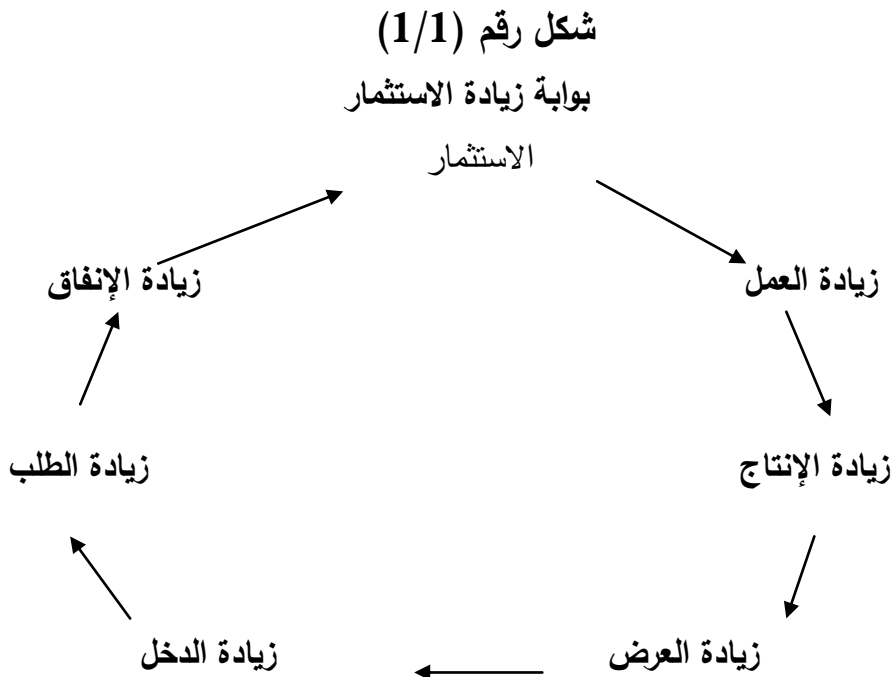 شكل رقم (1/1)
بوابة زيادة الاستثمار
الاستثمار
زيادة العمل
زيادة الإنفاق
زيادة الإنتاج
زيادة الطلب
زيادة العرض
زيادة الدخل